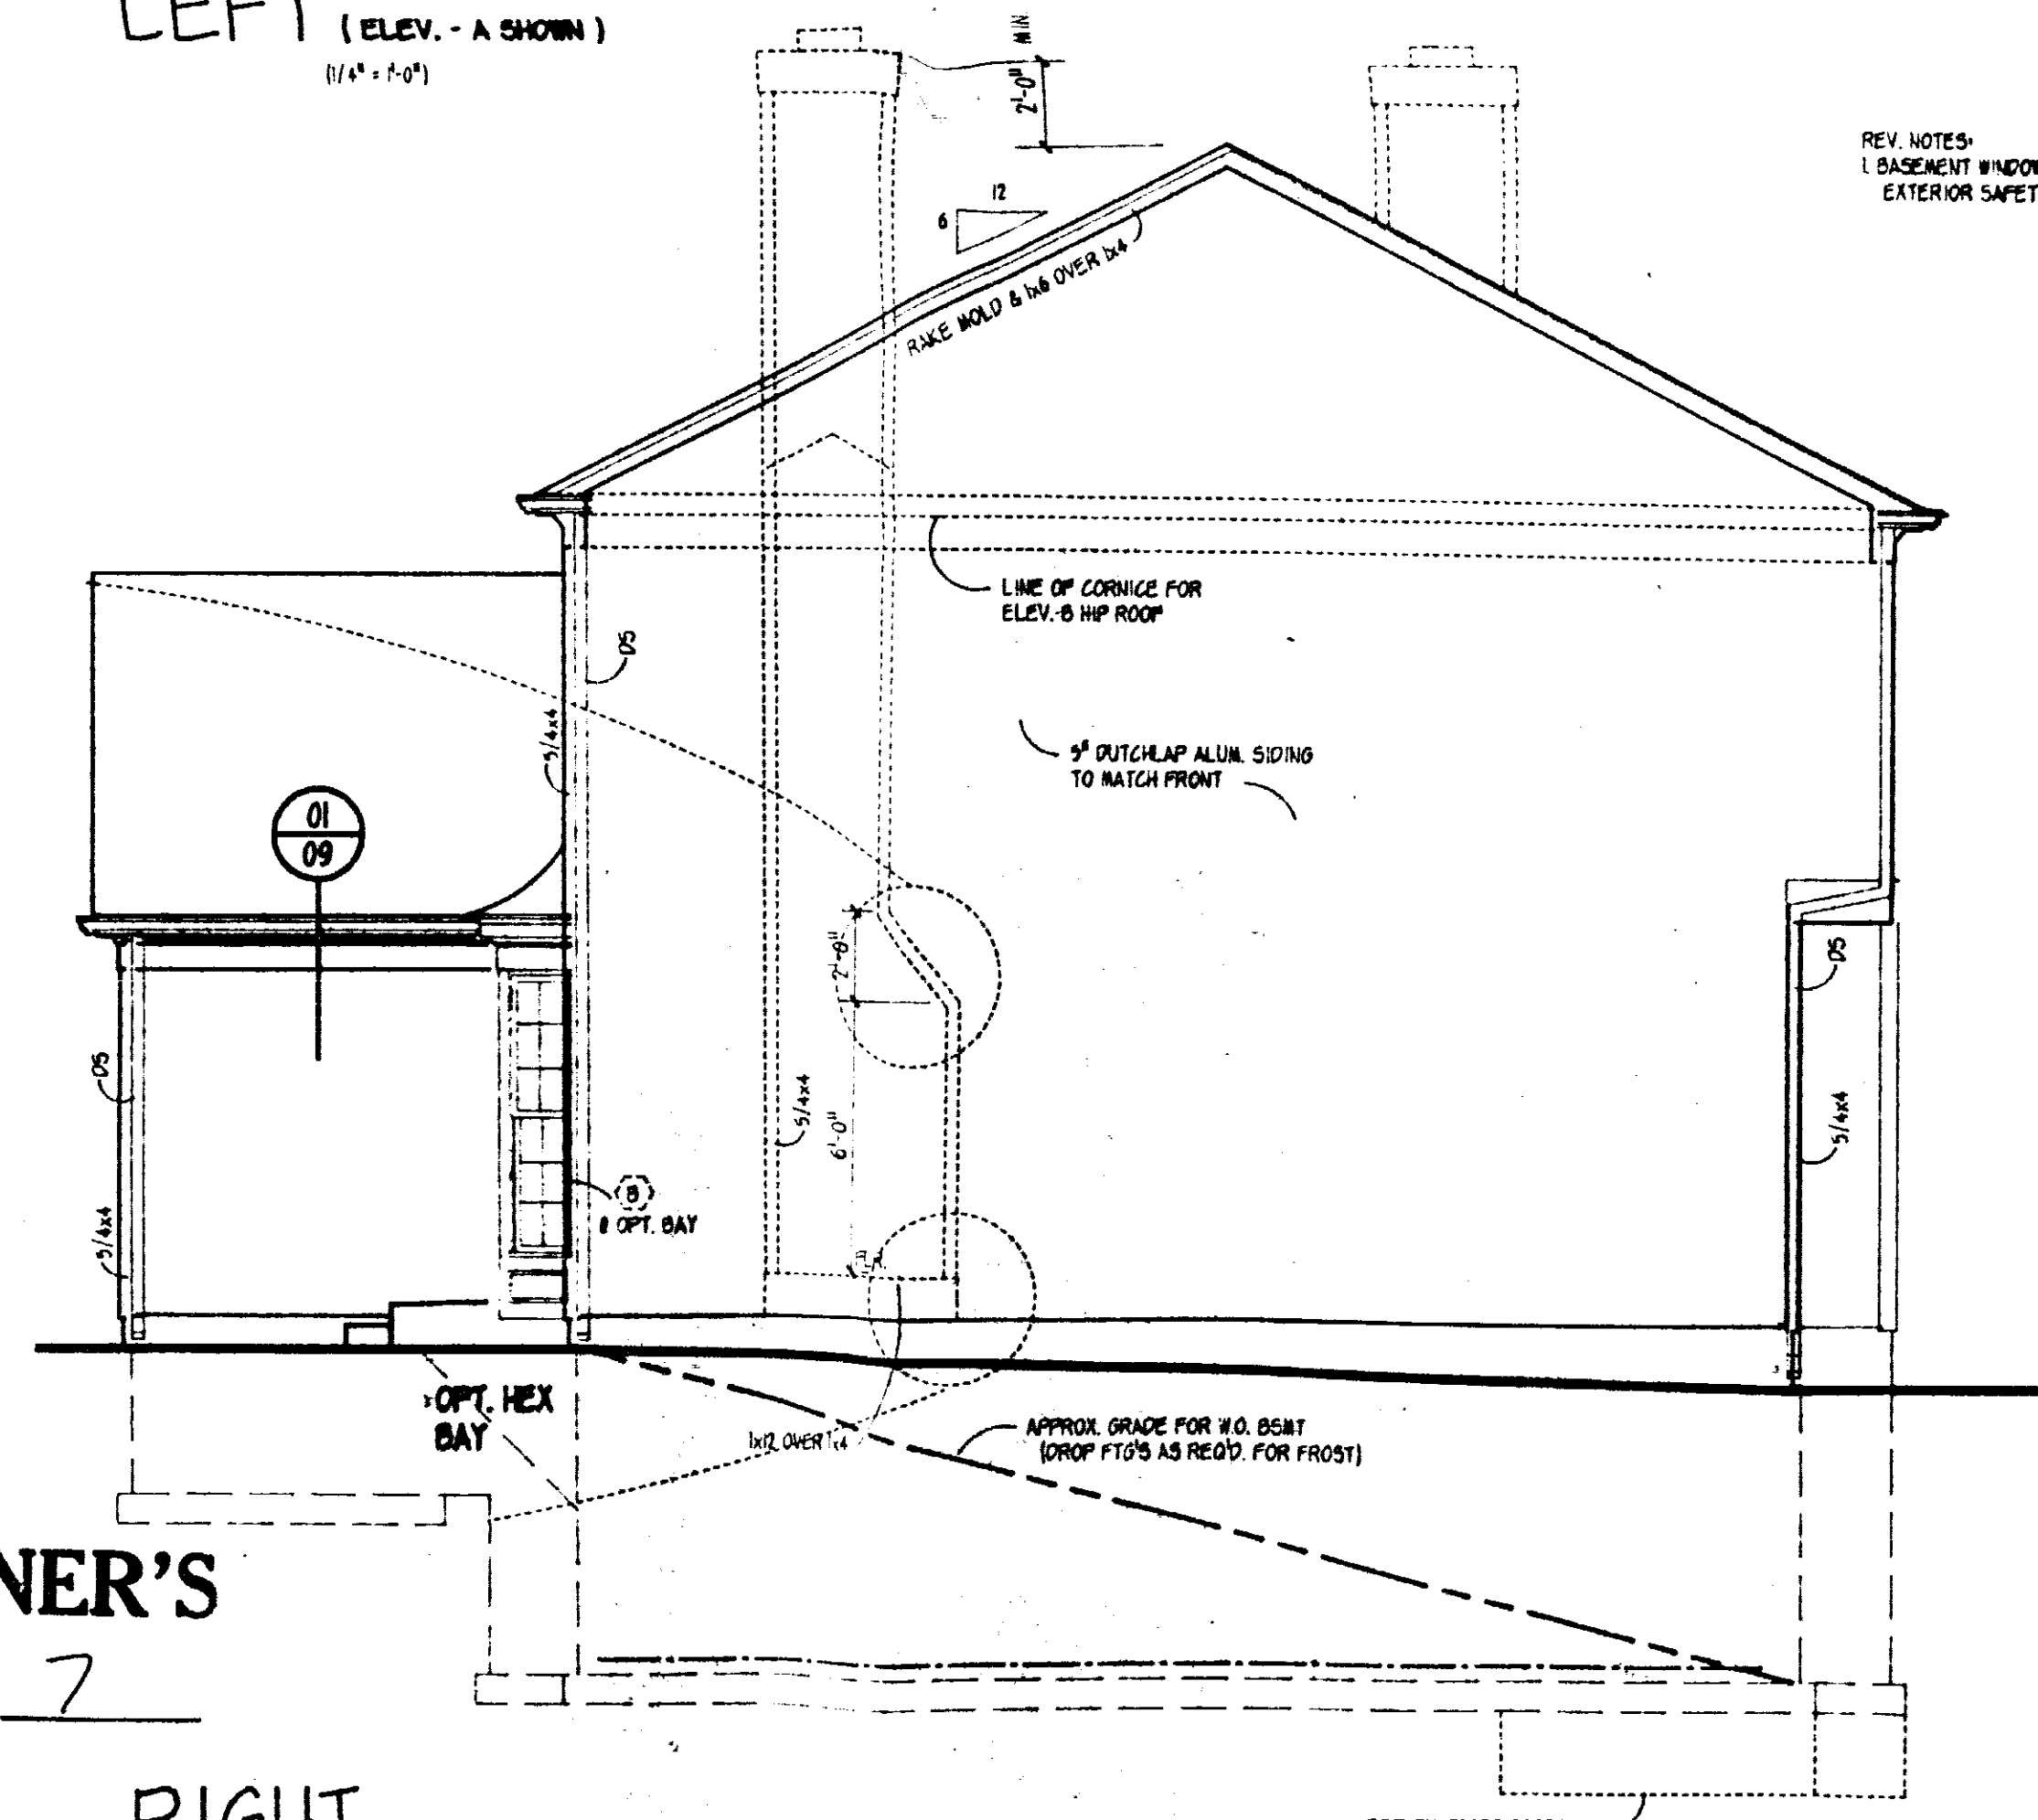 LEFT (ELEV. - A SHOWN)
(1/4" = 1'-0")
MIN
2'-0"
REV. NOTES:
1. BASEMENT WINDOW
EXTERIOR SAFET
12
6
RAKE MOLD & 1x6 OVER 1x4
LINE OF CORNICE FOR
ELEV.-B HIP ROOF
DS
5/4x4
5" DUTCHLAP ALUM. SIDING
TO MATCH FRONT
01
09
2'-0"
DS
DS
5/4x4
6'-0"
5/4x4
5/4x4
B
OPT. BAY
FLR.
OPT. HEX
BAY
1x12 OVER 1x4
APPROX. GRADE FOR W.O. BSMT
(DROP FTG'S AS REQ'D. FOR FROST)
NER'S
7
RIGHT